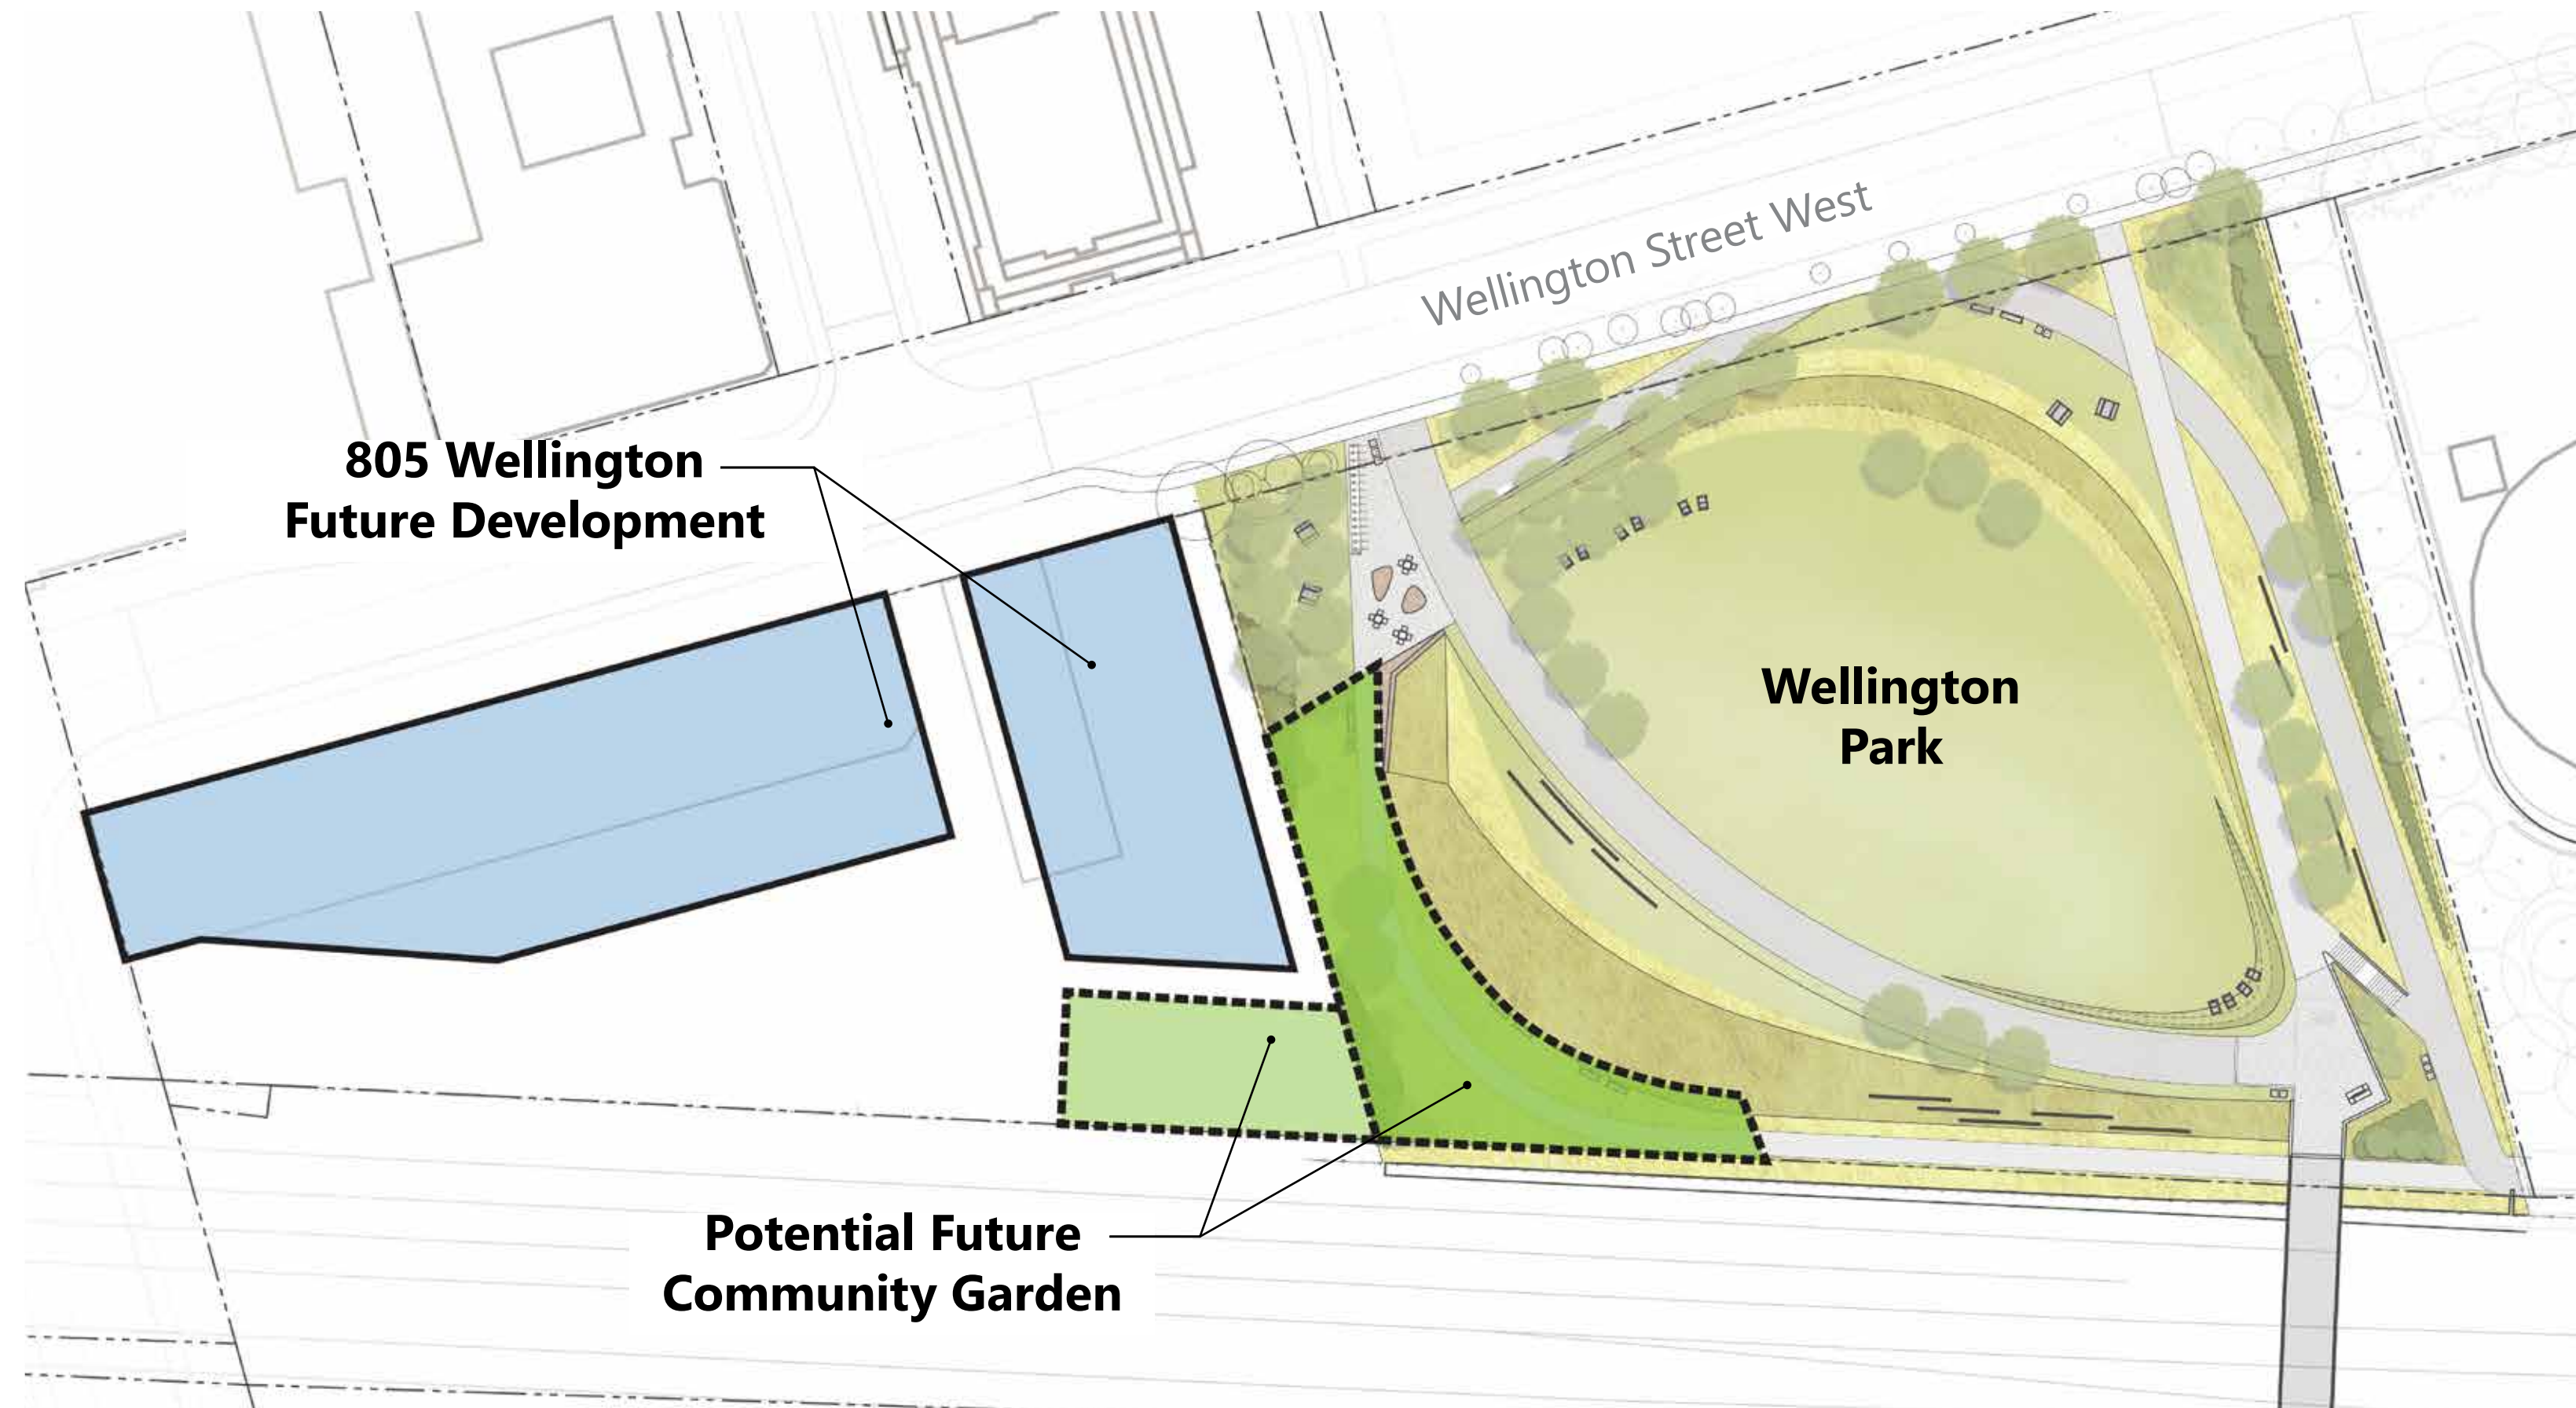 Wellington Street West
805 Wellington
Future Development
Wellington
Park
Potential Future
Community Garden